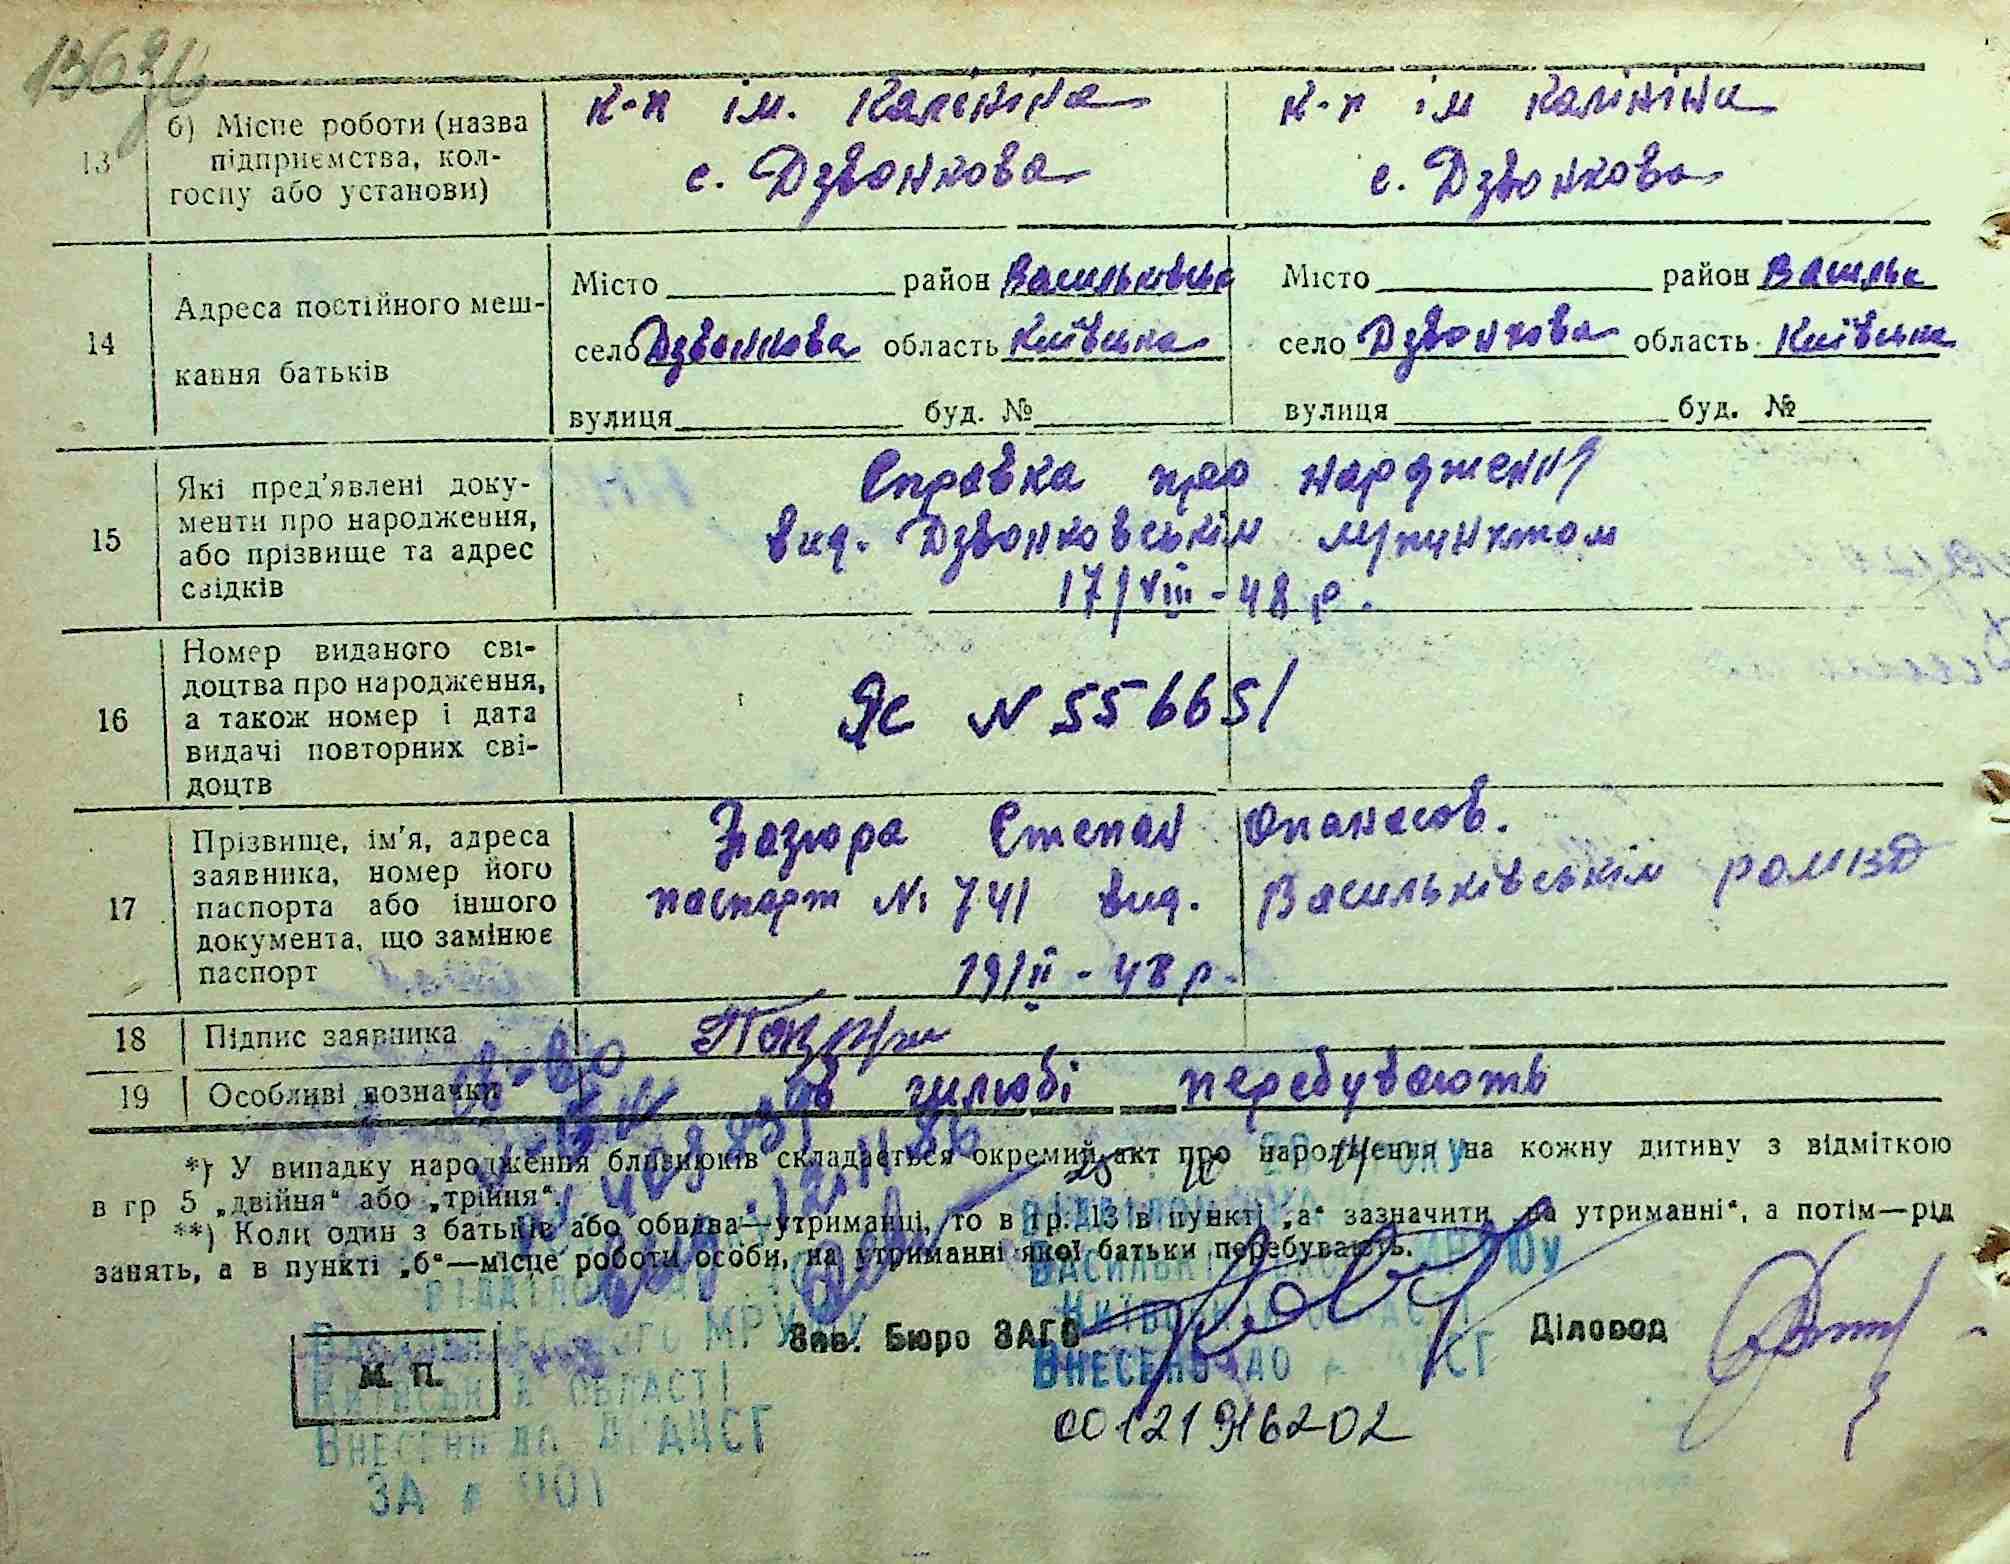 13
б) Місце роботи (назва підприємства, колгоспу або установи)
к-п ім. Калініна
с. Дзвонкова
к-п ім Калініна
с. Дзвонкова
14
Адреса постійного мешкання батьків
Місто район Васильківськ
село Дзвонкова область Київська
вулиця буд. №
Місто район Васильк
село Дзвонкова область Київська
вулиця буд. №
15
Які пред'явлені документи про народження, або прізвище та адрес свідків
Справка про народження
вид. Дзвонковським медпунктом
17/VIII-48 р.
16
Номер виданого свідоцтва про народження, а також номер і дата видачі повторних свідоцтв
ЯС N 556651
17
Прізвище, ім'я, адреса заявника, номер його паспорта або іншого документа, що замінює паспорт
Степан Опанасов.
паспорт № 741 вид. Васильківським
19/II-48 р.
18
Підпис заявника
19
Особливі позначки
в шлюбі перебувають
*) У випадку народження близнюків складається окремий акт про народження на кожну дитину з відміткою
в гр 5 „двійня“ або „трійня“.
**) Коли один з батьків або обидва—утриманці, то в гр. 13 в пункті „а“ зазначити „на утриманні“, а потім—рід
занять, а в пункті „б“—місце роботи особи, на утриманні якої батьки перебувають.
М. П.
Зав. Бюро ЗАГС
Діловод
МРУЮ
ОБЛАСТІ
ВНЕСЕНО ДО ДРАЦСГ
ВНЕСЕНО ДО
00121916202